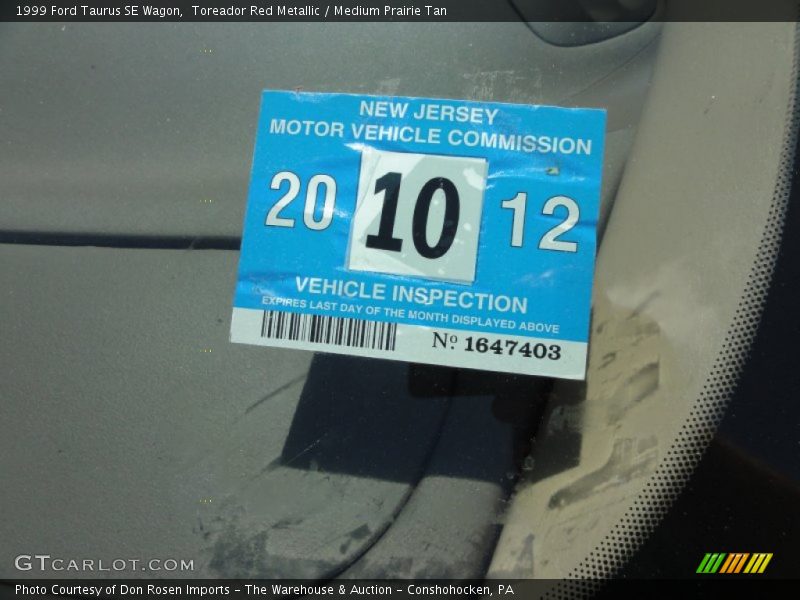 1999 Ford Taurus SE Wagon,  Toreador Red Metallic / Medium Prairie Tan
NEW JERSEY
MOTOR VEHICLE COMMISSION
20 10 12
VEHICLE INSPECTION
EXPIRES LAST DAY OF THE MONTH DISPLAYED ABOVE
Nº 1647403
GTCARLOT.COM
Photo Courtesy of Don Rosen Imports - The Warehouse & Auction - Conshohocken, PA